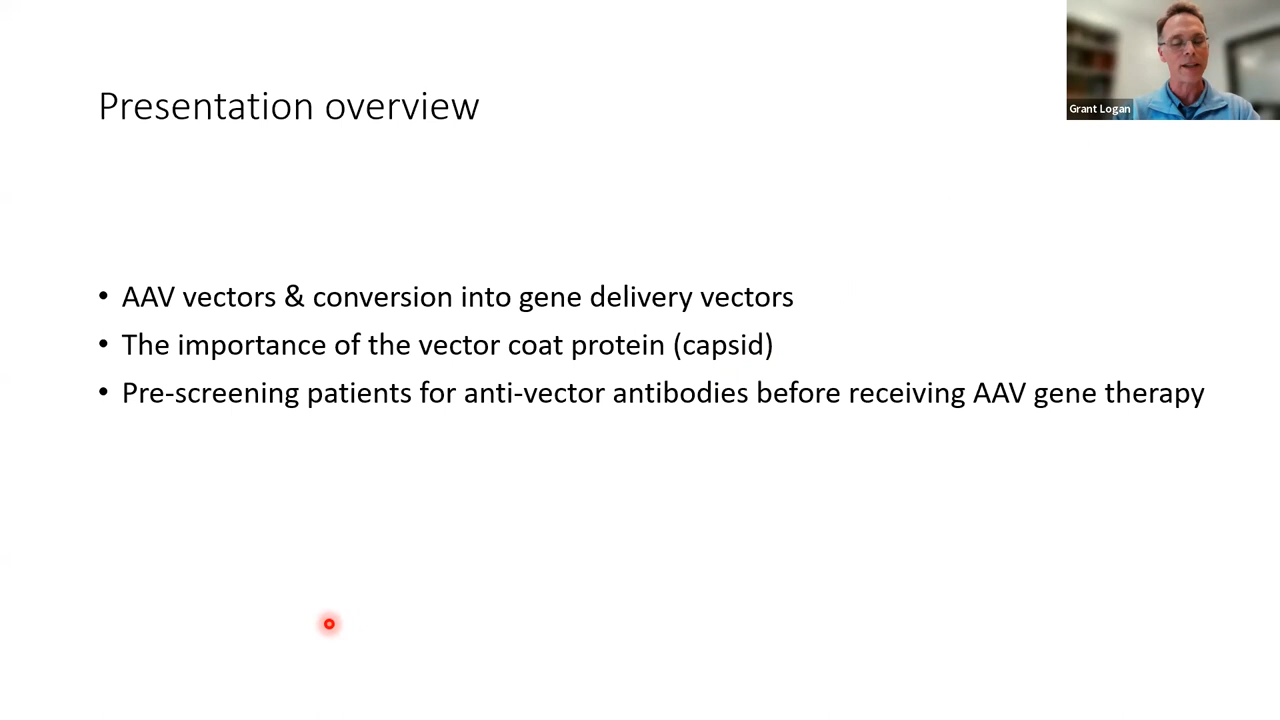 Presentation overview
Grant Logan
• AAV vectors & conversion into gene delivery vectors
• The importance of the vector coat protein (capsid)
• Pre-screening patients for anti-vector antibodies before receiving AAV gene therapy